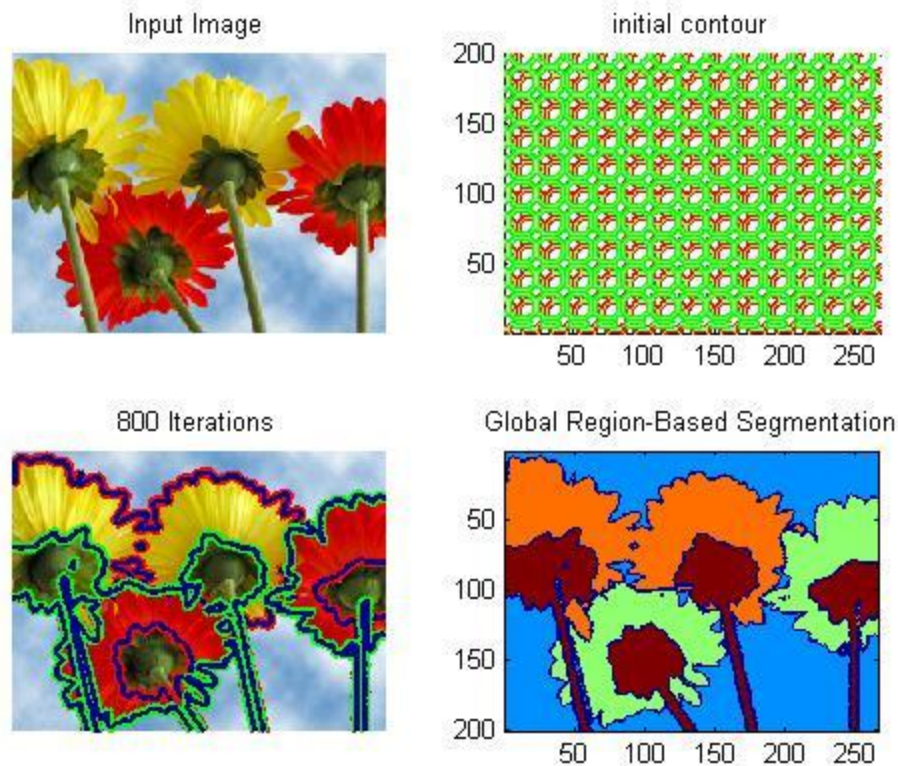 Input Image
initial contour
200
150
100
50
50 100 150 200 250
800 Iterations
Global Region-Based Segmentation
50
100
150
200
50 100 150 200 250